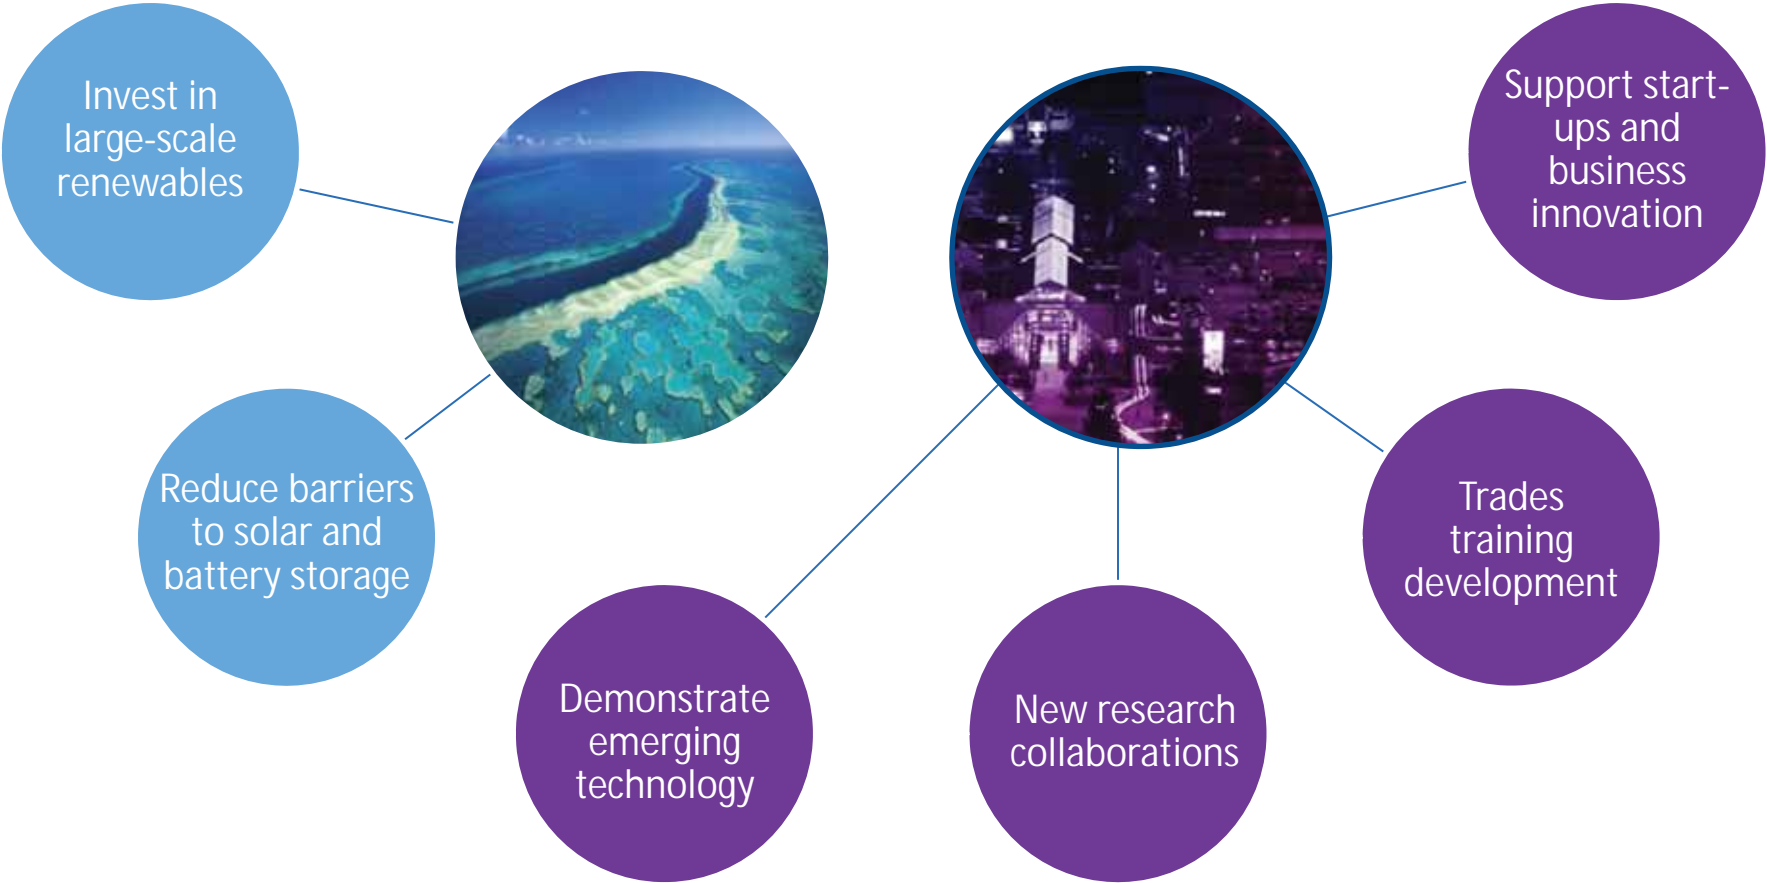 Invest in
large-scale
renewables
Reduce barriers
to solar and
battery storage
Demonstrate
emerging
technology
New research
collaborations
Trades
training
development
Support start-
ups and
business
innovation